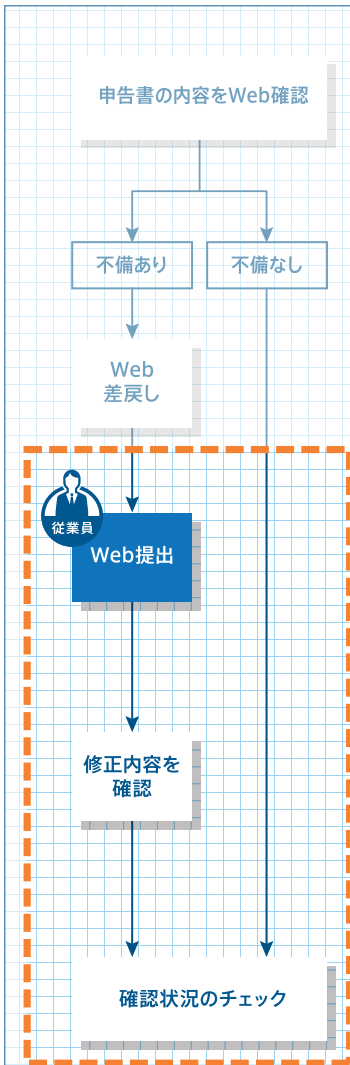 申告書の内容をWeb確認
不備あり
不備なし
Web
差戻し
従業員
Web提出
修正内容を
確認
確認状況のチェック